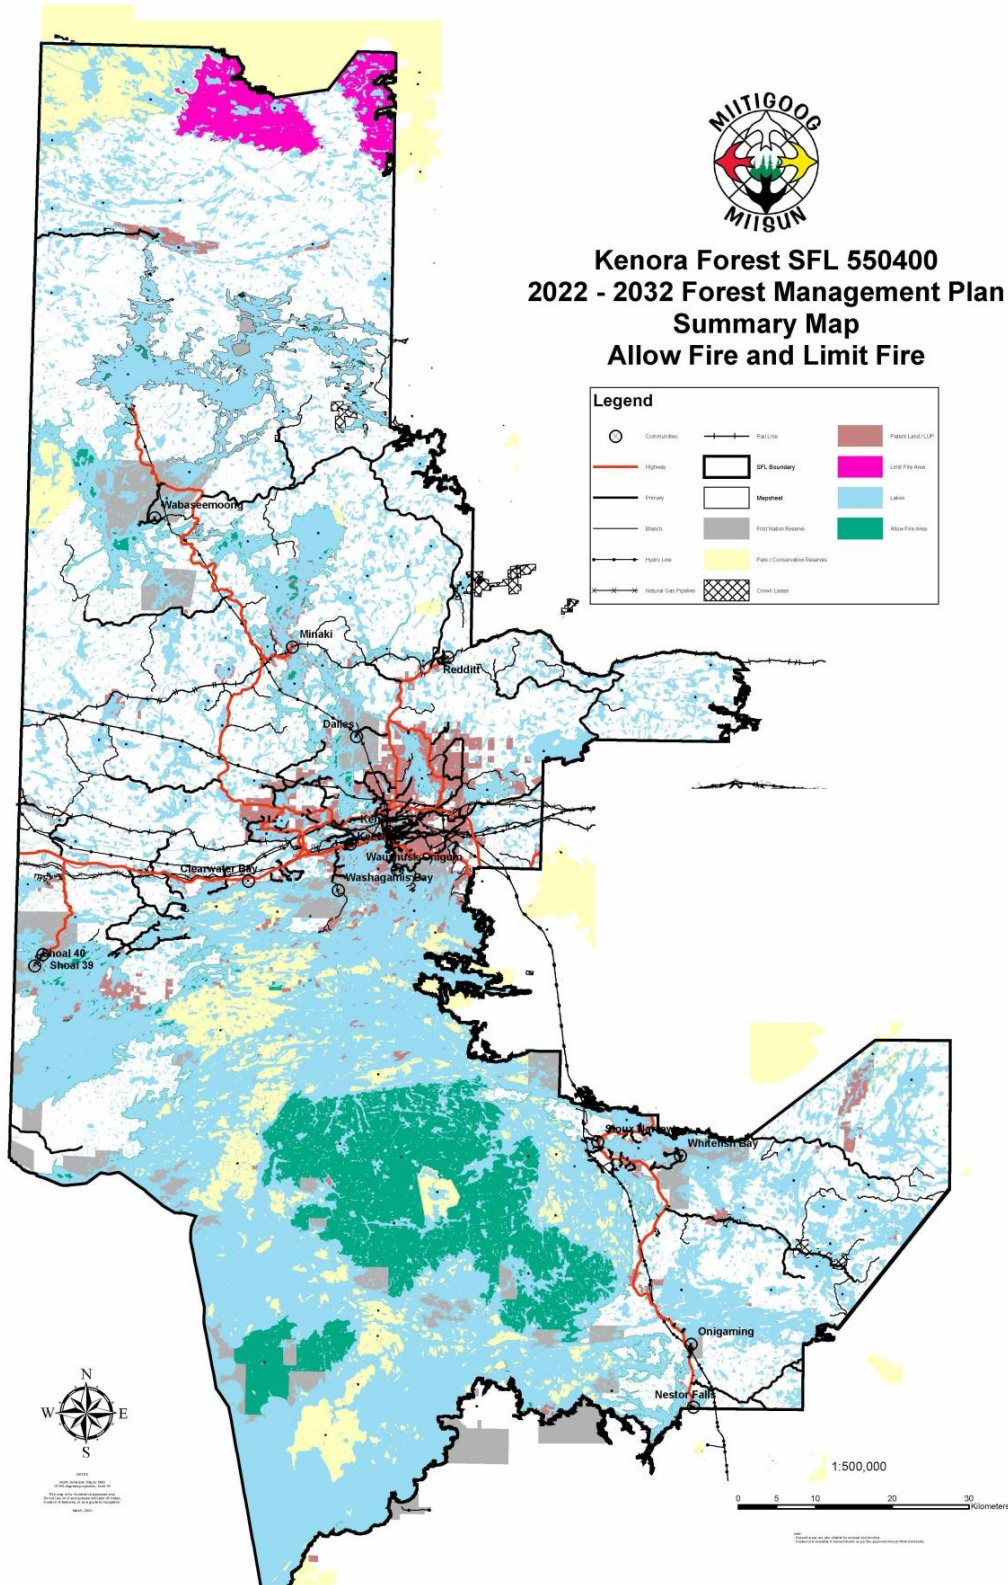 MIITIGOOG
MIISUN
Kenora Forest SFL 550400
2022 - 2032 Forest Management Plan
Summary Map
Allow Fire and Limit Fire
Legend
Communities
Rail Line
Patent Land / LUP
Highway
SFL Boundary
Limit Fire Area
Primary
Mapsheet
Lakes
Branch
First Nation Reserve
Allow Fire Area
Hydro Line
Park / Conservation Reserves
Natural Gas Pipeline
Crown Lease
Wabaseemoong
Minaki
Redditt
Dalles
Clearwater Bay
Washagamis Bay
Shoal 40
Shoal 39
Whitefish Bay
Onigaming
Nestor Falls
N
W
E
S
1:500,000
0 5 10 20 30
Kilometers